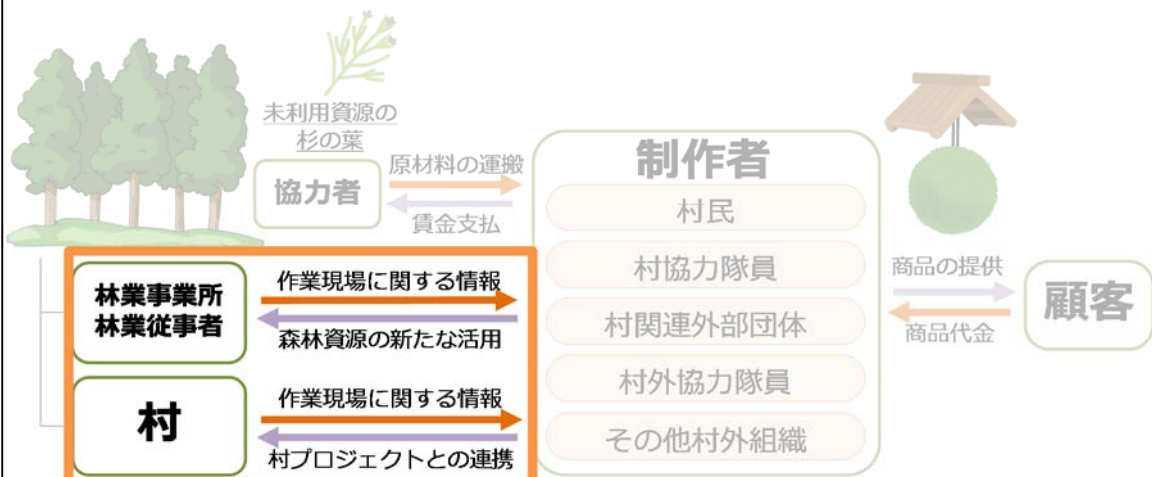 未利用資源の
杉の葉
協力者
原材料の運搬
賃金支払
制作者
村民
村協力隊員
村関連外部団体
村外協力隊員
その他村外組織
商品の提供
商品代金
顧客
林業事業所
林業従事者
作業現場に関する情報
森林資源の新たな活用
村
作業現場に関する情報
村プロジェクトとの連携